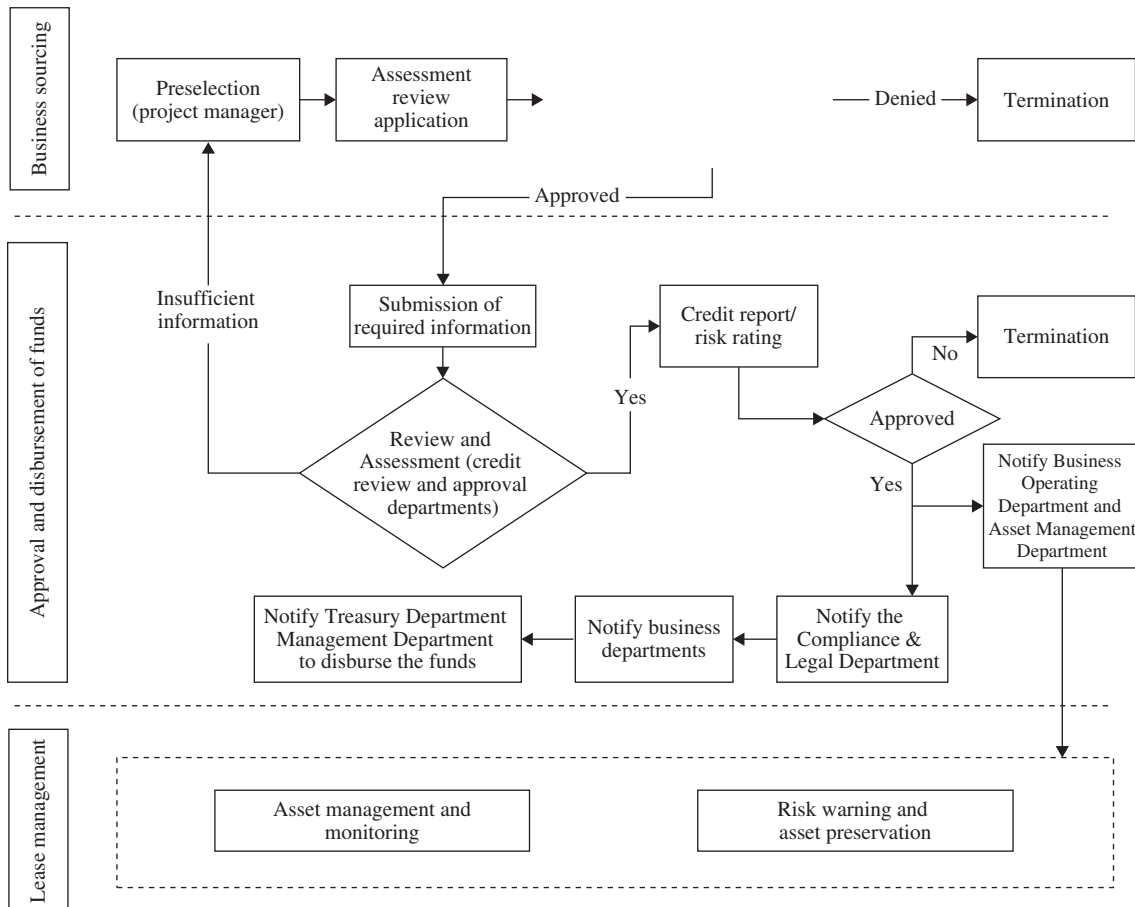 Business sourcing
Preselection
(project manager)
Assessment
review
application
Denied
Termination
Approved
Approval and disbursement of funds
Insufficient
information
Submission of
required information
Review and
Assessment (credit
review and approval
departments)
Yes
Credit report/
risk rating
Approved
No
Termination
Yes
Notify Business
Operating
Department and
Asset Management
Department
Notify the
Compliance &
Legal Department
Notify business
departments
Notify Treasury Department
Management Department
to disburse the funds
Lease management
Asset management and
monitoring
Risk warning and
asset preservation